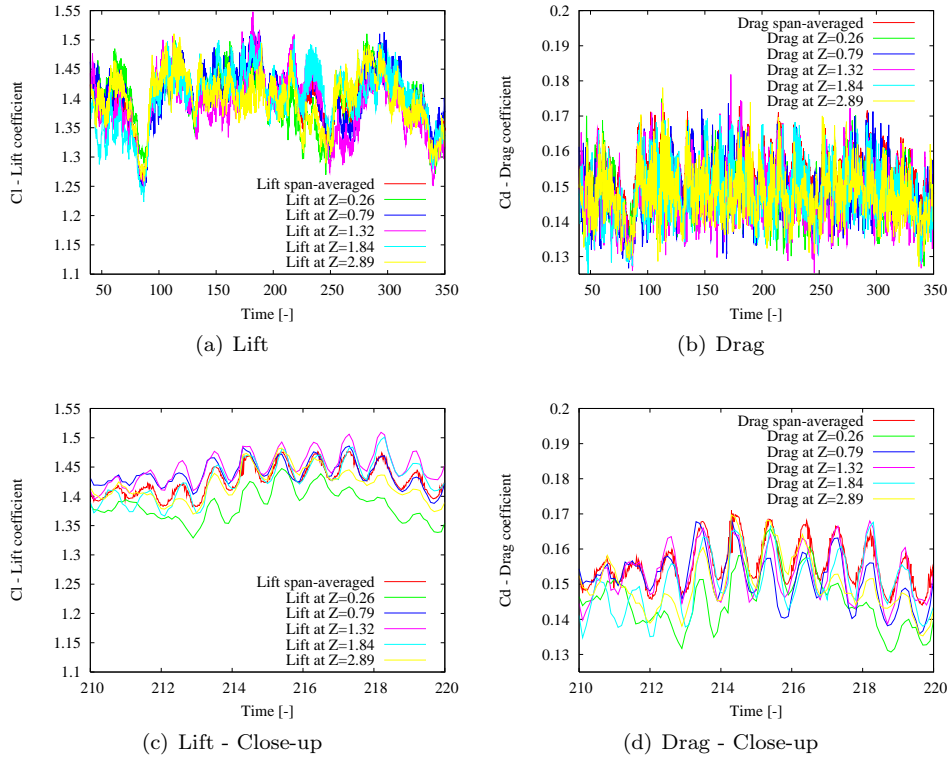 1.55
1.5
1.45
1.4
1.35
1.3
1.25
1.2
1.15
1.1
Cl - Lift coefficient
Lift span-averaged
Lift at Z=0.26
Lift at Z=0.79
Lift at Z=1.32
Lift at Z=1.84
Lift at Z=2.89
50 100 150 200 250 300 350
Time [-]
(a) Lift
0.2
0.19
0.18
0.17
0.16
0.15
0.14
0.13
Cd - Drag coefficient
Drag span-averaged
Drag at Z=0.26
Drag at Z=0.79
Drag at Z=1.32
Drag at Z=1.84
Drag at Z=2.89
50 100 150 200 250 300 350
Time [-]
(b) Drag
1.55
1.5
1.45
1.4
1.35
1.3
1.25
1.2
1.15
1.1
Cl - Lift coefficient
Lift span-averaged
Lift at Z=0.26
Lift at Z=0.79
Lift at Z=1.32
Lift at Z=1.84
Lift at Z=2.89
210 212 214 216 218 220
Time [-]
(c) Lift - Close-up
0.2
0.19
0.18
0.17
0.16
0.15
0.14
0.13
Cd - Drag coefficient
Drag span-averaged
Drag at Z=0.26
Drag at Z=0.79
Drag at Z=1.32
Drag at Z=1.84
Drag at Z=2.89
210 212 214 216 218 220
Time [-]
(d) Drag - Close-up